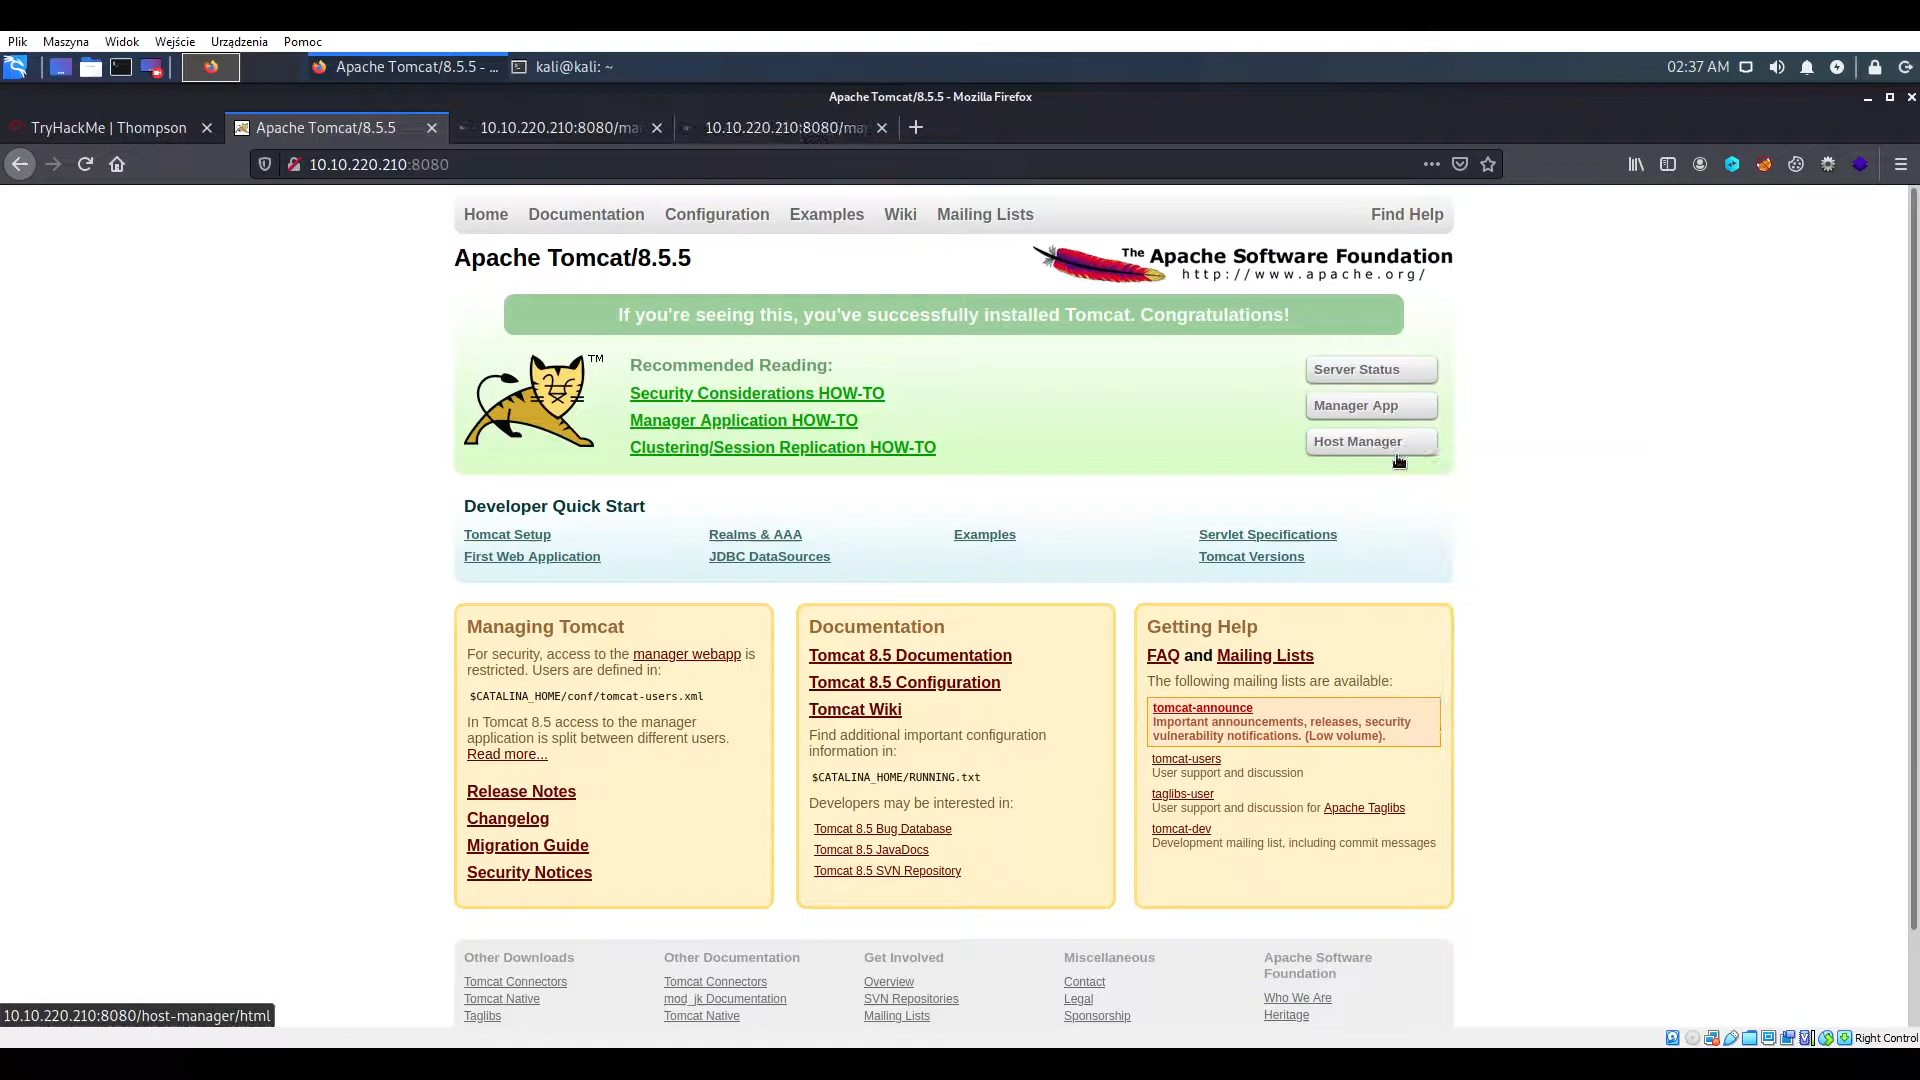 Plik Maszyna Widok Wejście Urządzenia Pomoc
Apache Tomcat/8.5.5 - ... kali@kali: ~ 02:37 AM
Apache Tomcat/8.5.5 - Mozilla Firefox
TryHackMe | Thompson Apache Tomcat/8.5.5 10.10.220.210:8080/ma 10.10.220.210:8080/ma
10.10.220.210:8080
Home Documentation Configuration Examples Wiki Mailing Lists Find Help
Apache Tomcat/8.5.5
The Apache Software Foundation
http://www.apache.org/
If you're seeing this, you've successfully installed Tomcat. Congratulations!
TM
Recommended Reading:
Security Considerations HOW-TO
Manager Application HOW-TO
Clustering/Session Replication HOW-TO
Server Status
Manager App
Host Manager
Developer Quick Start
Tomcat Setup Realms & AAA Examples Servlet Specifications
First Web Application JDBC DataSources Tomcat Versions
Managing Tomcat
For security, access to the manager webapp is
restricted. Users are defined in:
$CATALINA_HOME/conf/tomcat-users.xml
In Tomcat 8.5 access to the manager
application is split between different users.
Read more...
Release Notes
Changelog
Migration Guide
Security Notices
Documentation
Tomcat 8.5 Documentation
Tomcat 8.5 Configuration
Tomcat Wiki
Find additional important configuration
information in:
$CATALINA_HOME/RUNNING.txt
Developers may be interested in:
Tomcat 8.5 Bug Database
Tomcat 8.5 JavaDocs
Tomcat 8.5 SVN Repository
Getting Help
FAQ and Mailing Lists
The following mailing lists are available:
tomcat-announce
Important announcements, releases, security
vulnerability notifications. (Low volume).
tomcat-users
User support and discussion
taglibs-user
User support and discussion for Apache Taglibs
tomcat-dev
Development mailing list, including commit messages
Other Downloads
Tomcat Connectors
Tomcat Native
Taglibs
Other Documentation
Tomcat Connectors
mod_jk Documentation
Tomcat Native
Get Involved
Overview
SVN Repositories
Mailing Lists
Miscellaneous
Contact
Legal
Sponsorship
Apache Software
Foundation
Who We Are
Heritage
10.10.220.210:8080/host-manager/html
Right Control